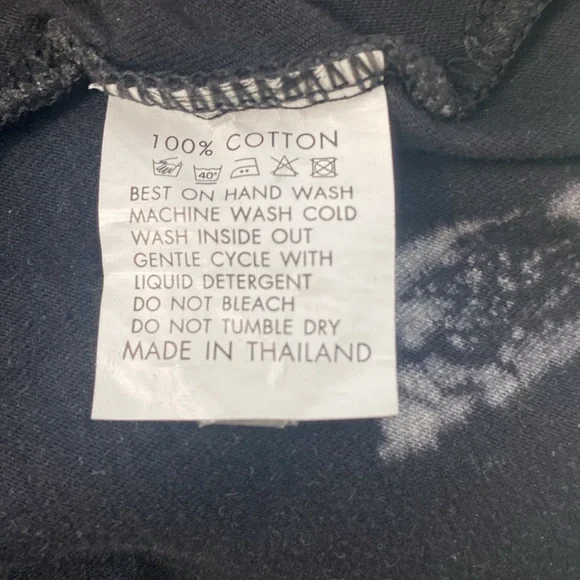 100% COTTON
40°
BEST ON HAND WASH
MACHINE WASH COLD
WASH INSIDE OUT
GENTLE CYCLE WITH
LIQUID DETERGENT
DO NOT BLEACH
DO NOT TUMBLE DRY
MADE IN THAILAND